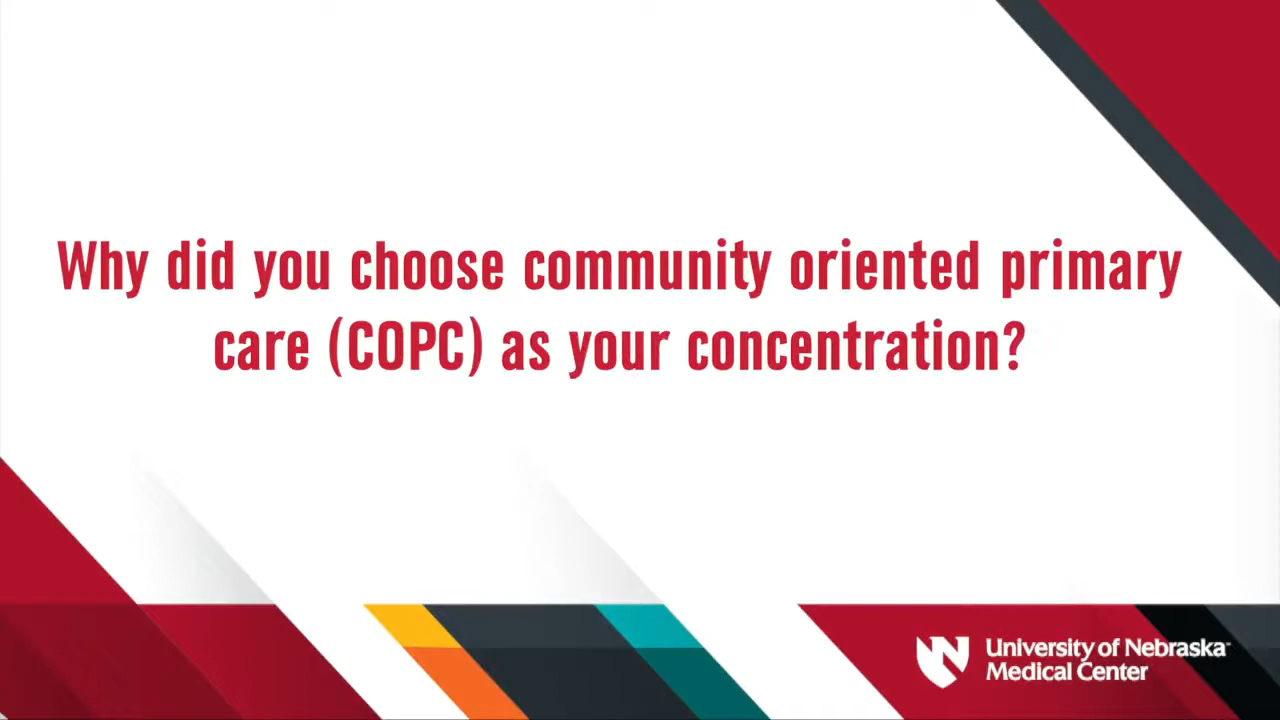 Why did you choose community oriented primary
care (COPC) as your concentration?
University of Nebraska
Medical Center